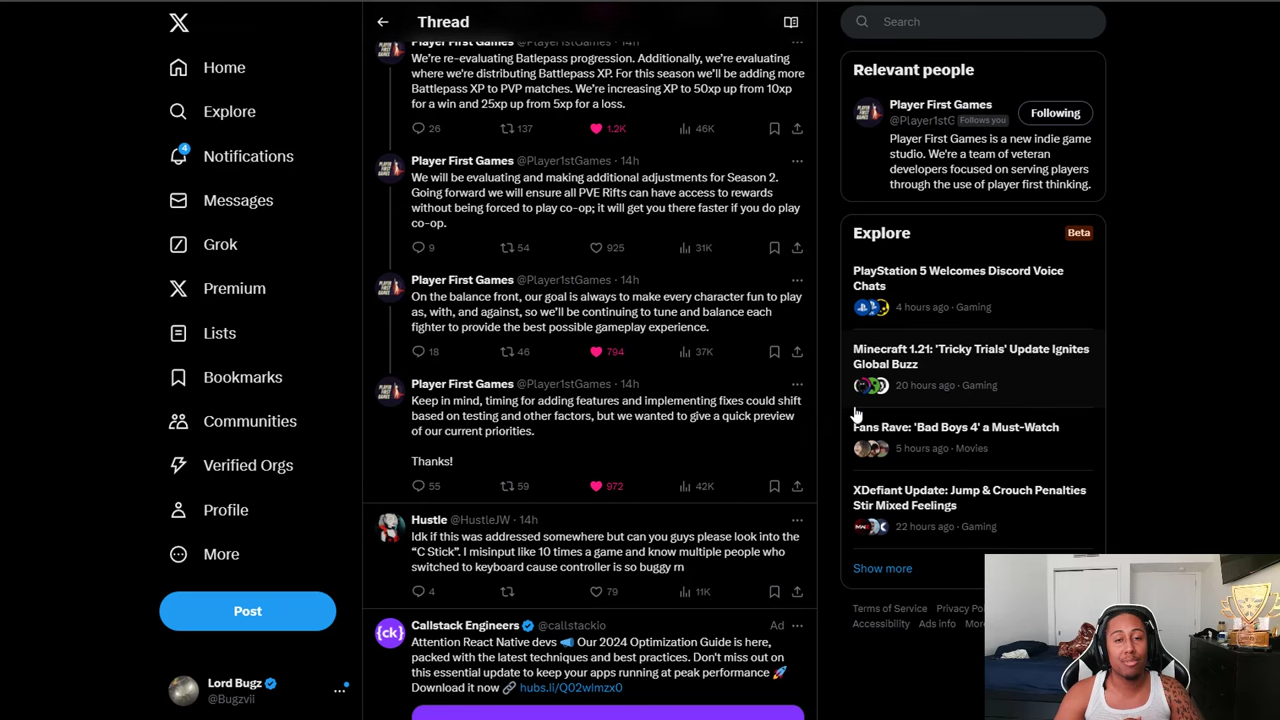 Home
Explore
Notifications
4
Messages
Grok
Premium
Lists
Bookmarks
Communities
Verified Orgs
Profile
More
Post
Lord Bugz
@Bugzvii
Thread
Player First Games @Player1stGames · 14h
We're re-evaluating Batlepass progression. Additionally, we're evaluating
where we're distributing Battlepass XP. For this season we'll be adding more
Battlepass XP to PVP matches. We're increasing XP to 50xp up from 10xp
for a win and 25xp up from 5xp for a loss.
26 137 1.2K 46K
Player First Games @Player1stGames · 14h
We will be evaluating and making additional adjustments for Season 2.
Going forward we will ensure all PVE Rifts can have access to rewards
without being forced to play co-op; it will get you there faster if you do play
co-op.
9 54 925 31K
Player First Games @Player1stGames · 14h
On the balance front, our goal is always to make every character fun to play
as, with, and against, so we'll be continuing to tune and balance each
fighter to provide the best possible gameplay experience.
18 46 794 37K
Player First Games @Player1stGames · 14h
Keep in mind, timing for adding features and implementing fixes could shift
based on testing and other factors, but we wanted to give a quick preview
of our current priorities.
Thanks!
55 59 972 42K
Hustle @HustleJW · 14h
Idk if this was addressed somewhere but can you guys please look into the
"C Stick". I misinput like 10 times a game and know multiple people who
switched to keyboard cause controller is so buggy rn
4 79 11K
Callstack Engineers @callstackio Ad
Attention React Native devs 📣 Our 2024 Optimization Guide is here,
packed with the latest techniques and best practices. Don't miss out on
this essential update to keep your apps running at peak performance 🚀
Download it now 🔗 hubs.li/Q02wlmzx0
Search
Relevant people
Player First Games
@Player1stG Follows you
Following
Player First Games is a new indie game
studio. We're a team of veteran
developers focused on serving players
through the use of player first thinking.
Explore
Beta
PlayStation 5 Welcomes Discord Voice
Chats
4 hours ago · Gaming
Minecraft 1.21: 'Tricky Trials' Update Ignites
Global Buzz
20 hours ago · Gaming
Fans Rave: 'Bad Boys 4' a Must-Watch
5 hours ago · Movies
XDefiant Update: Jump & Crouch Penalties
Stir Mixed Feelings
22 hours ago · Gaming
Show more
Terms of Service Privacy Po
Accessibility Ads info Mor